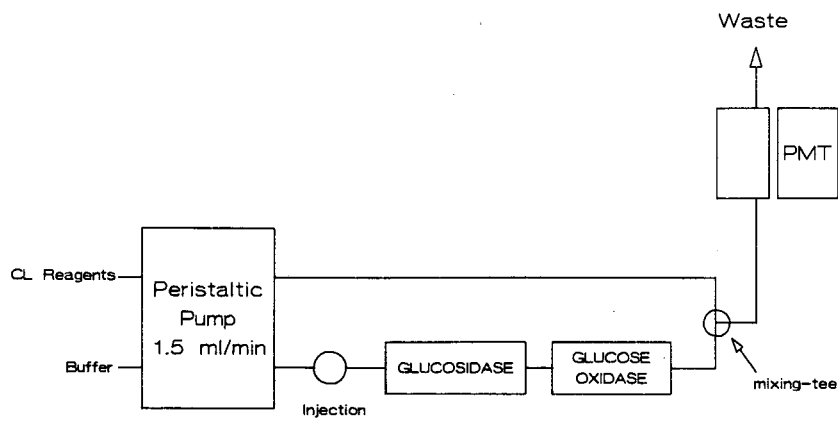 Waste
PMT
CL Reagents
Peristaltic
Pump
1.5 ml/min
Buffer
Injection
GLUCOSIDASE
GLUCOSE
OXIDASE
mixing-tee